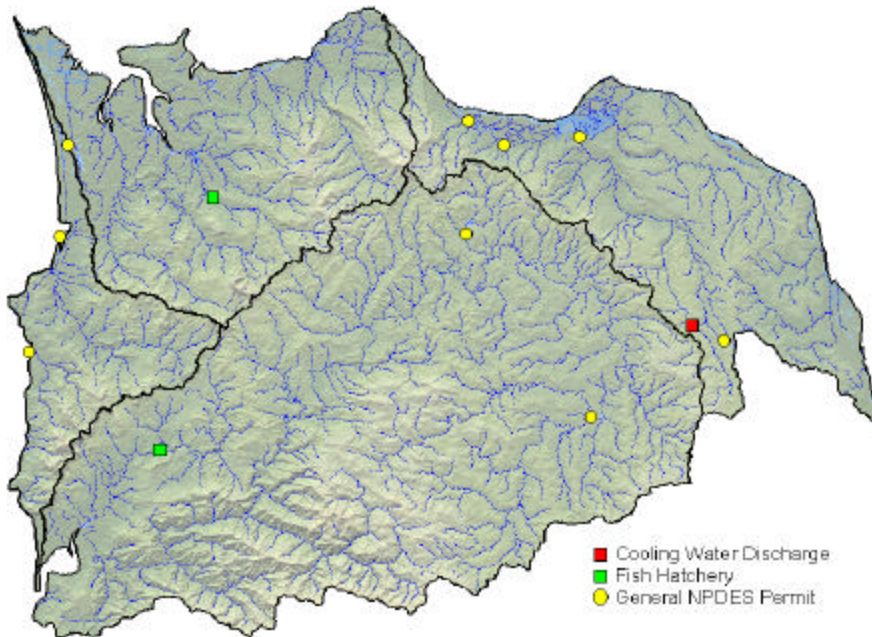 Cooling Water Discharge
Fish Hatchery
General NPDES Permit